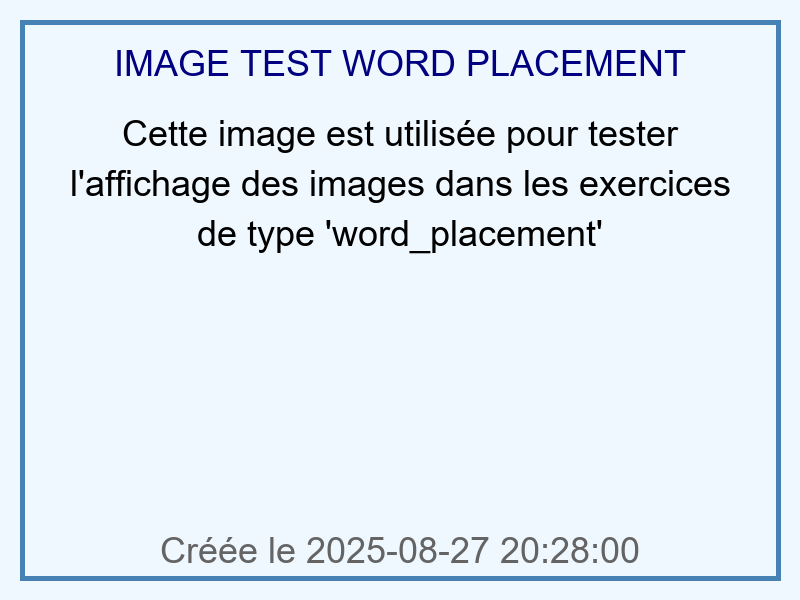 IMAGE TEST WORD PLACEMENT
Cette image est utilisée pour tester
l'affichage des images dans les exercices
de type 'word_placement'
Créée le 2025-08-27 20:28:00